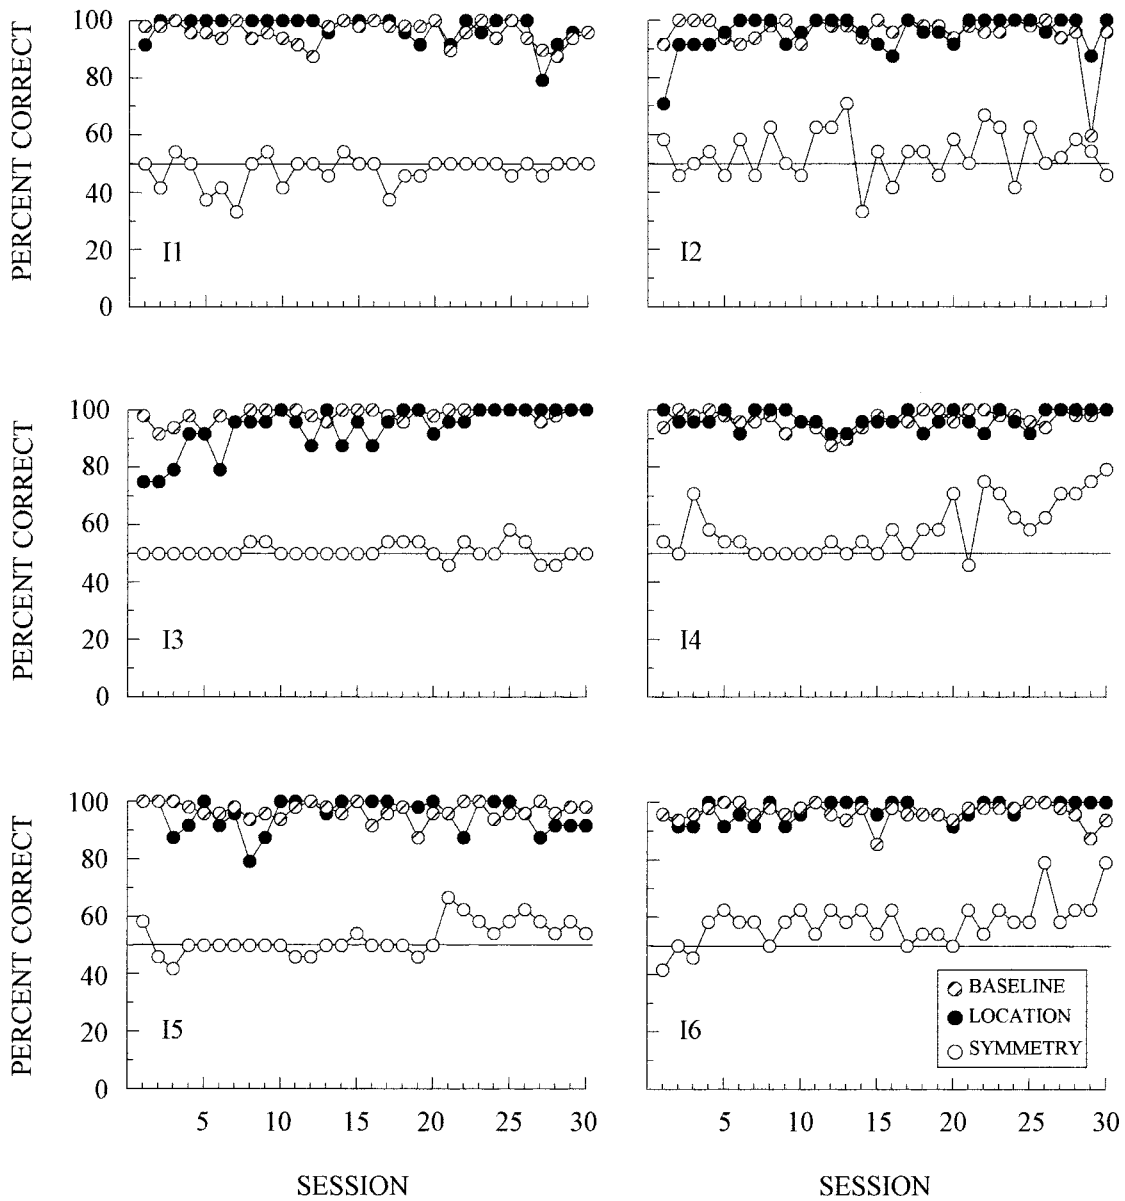 PERCENT CORRECT
100
80
60
40
20
0
I1
I2
PERCENT CORRECT
100
80
60
40
20
0
I3
I4
PERCENT CORRECT
100
80
60
40
20
0
I5
I6
BASELINE
LOCATION
SYMMETRY
5 10 15 20 25 30
5 10 15 20 25 30
SESSION
SESSION